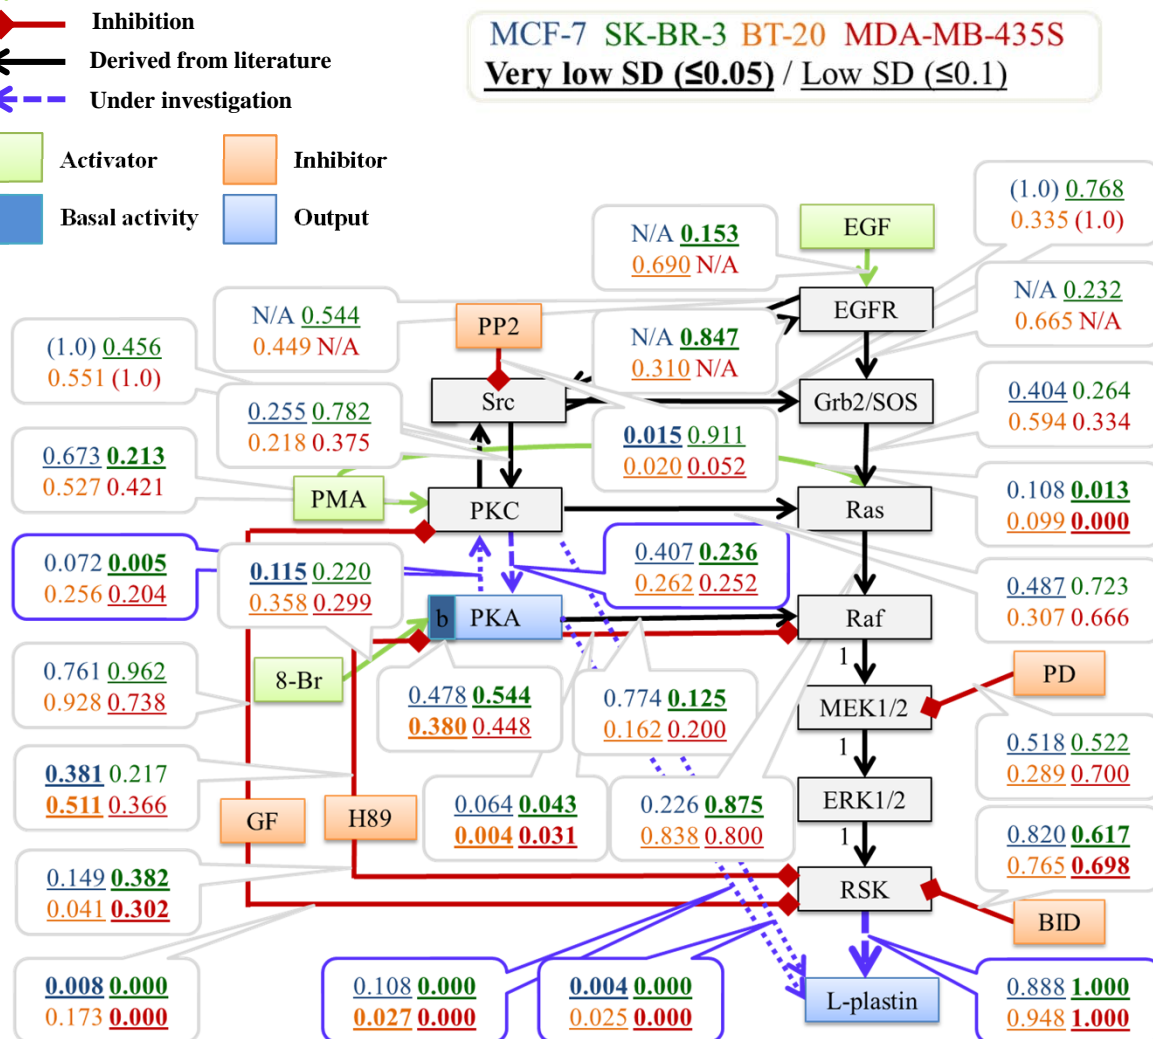 Inhibition
Derived from literature
Under investigation
Activator
Inhibitor
Basal activity
Output
MCF-7 SK-BR-3 BT-20 MDA-MB-435S
Very low SD (≤0.05) / Low SD (≤0.1)
(1.0) 0.768
0.335 (1.0)
EGF
N/A 0.153
0.690 N/A
EGFR
N/A 0.232
0.665 N/A
N/A 0.544
0.449 N/A
PP2
N/A 0.847
0.310 N/A
(1.0) 0.456
0.551 (1.0)
Src
Grb2/SOS
0.404 0.264
0.594 0.334
0.255 0.782
0.218 0.375
0.015 0.911
0.020 0.052
0.673 0.213
0.527 0.421
PMA
PKC
Ras
0.108 0.013
0.099 0.000
0.072 0.005
0.256 0.204
0.115 0.220
0.358 0.299
0.407 0.236
0.262 0.252
0.487 0.723
0.307 0.666
b
PKA
Raf
1
8-Br
0.761 0.962
0.928 0.738
0.478 0.544
0.380 0.448
0.774 0.125
0.162 0.200
PD
MEK1/2
1
0.518 0.522
0.289 0.700
0.381 0.217
0.511 0.366
GF
H89
0.064 0.043
0.004 0.031
0.226 0.875
0.838 0.800
ERK1/2
1
0.820 0.617
0.765 0.698
0.149 0.382
0.041 0.302
RSK
BID
0.008 0.000
0.173 0.000
0.108 0.000
0.027 0.000
0.004 0.000
0.025 0.000
L-plastin
0.888 1.000
0.948 1.000